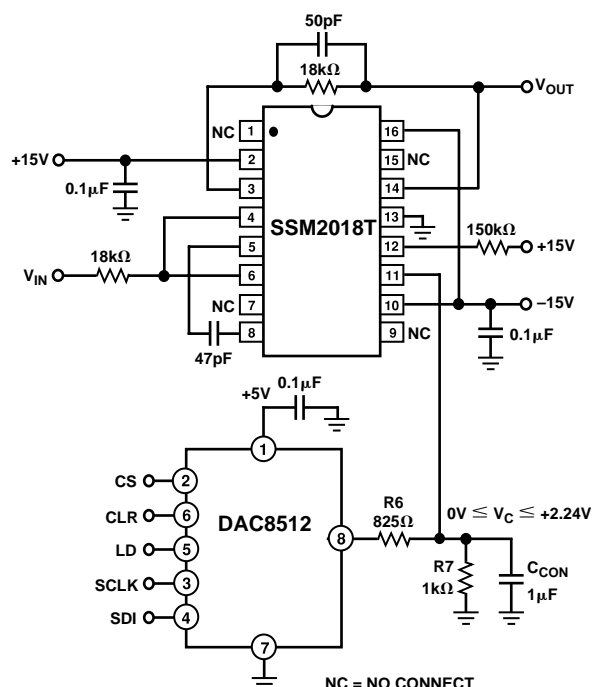 50pF
18kΩ
VOUT
NC 1 16
+15V 2 15 NC
0.1µF 3 14
SSM2018T
4 13
150kΩ
18kΩ 5 12 +15V
VIN 6 11
NC 7 10 –15V
8 9 NC
0.1µF
47pF
0.1µF
+5V
1
CS 2
R6
825Ω
0V ≤ VC ≤ +2.24V
CLR 6
DAC8512
8
LD 5
R7
1kΩ
CCON
1µF
SCLK 3
SDI 4
7
NC = NO CONNECT